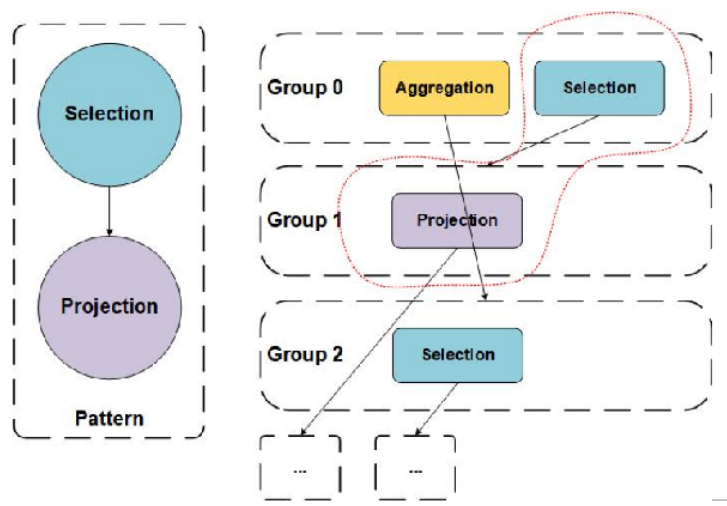 Selection
Projection
Pattern
Group 0
Aggregation
Selection
Group 1
Projection
Group 2
Selection
...
...